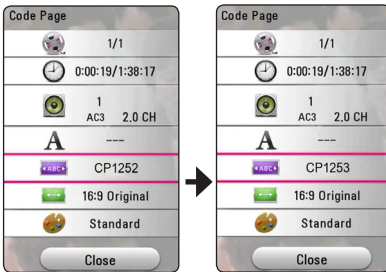 Code Page
1/1
0:00:19/1:38:17
1
AC3 2.0 CH
A
---
ABC
CP1252
16:9 Original
Standard
Close
Code Page
1/1
0:00:19/1:38:17
1
AC3 2.0 CH
A
---
ABC
CP1253
16:9 Original
Standard
Close